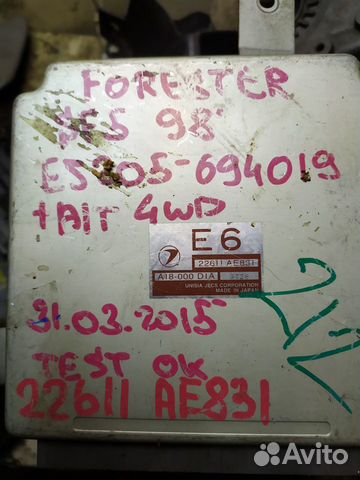 FORESTER
SF5 98'
EJ205-694019
+AIT 4WD
E6
22611 AE831
A18-000 D1A
UNISIA JECS CORPORATION
MADE IN JAPAN
31.03.2015
TEST OK
22611 AE831
Avito